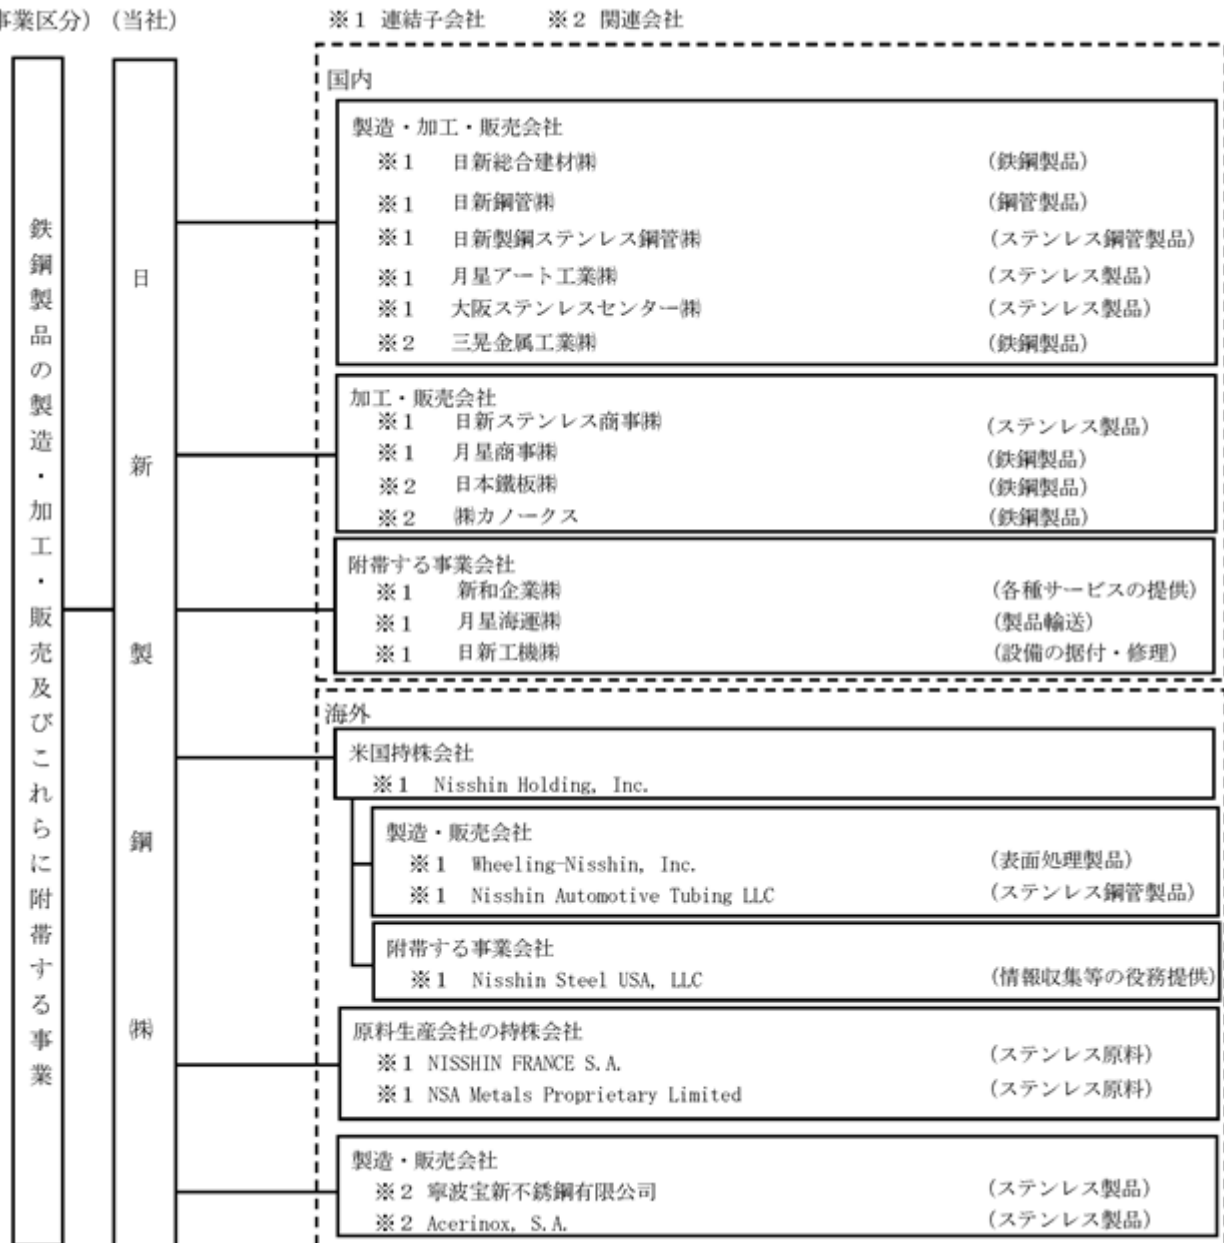 事業区分) (当社) ※1 連結子会社 ※2 関連会社
鉄鋼製品の製造・加工・販売及びこれらに附帯する事業
日新製鋼㈱
国内
製造・加工・販売会社
※1 日新総合建材㈱ (鉄鋼製品)
※1 日新鋼管㈱ (鋼管製品)
※1 日新製鋼ステンレス鋼管㈱ (ステンレス鋼管製品)
※1 月星アート工業㈱ (ステンレス製品)
※1 大阪ステンレスセンター㈱ (ステンレス製品)
※2 三晃金属工業㈱ (鉄鋼製品)
加工・販売会社
※1 日新ステンレス商事㈱ (ステンレス製品)
※1 月星商事㈱ (鉄鋼製品)
※2 日本鐵板㈱ (鉄鋼製品)
※2 ㈱カノークス (鉄鋼製品)
附帯する事業会社
※1 新和企業㈱ (各種サービスの提供)
※1 月星海運㈱ (製品輸送)
※1 日新工機㈱ (設備の据付・修理)
海外
米国持株会社
※1 Nisshin Holding, Inc.
製造・販売会社
※1 Wheeling-Nisshin, Inc. (表面処理製品)
※1 Nisshin Automotive Tubing LLC (ステンレス鋼管製品)
附帯する事業会社
※1 Nisshin Steel USA, LLC (情報収集等の役務提供)
原料生産会社の持株会社
※1 NISSHIN FRANCE S.A. (ステンレス原料)
※1 NSA Metals Proprietary Limited (ステンレス原料)
製造・販売会社
※2 寧波宝新不銹鋼有限公司 (ステンレス製品)
※2 Acerinox, S.A. (ステンレス製品)